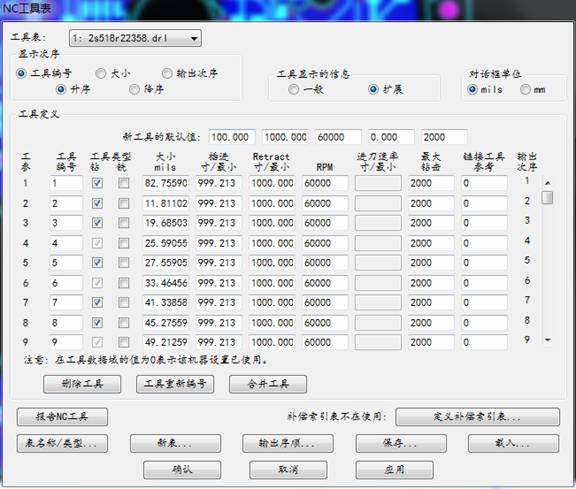 NC工具表
工具表: 1: 2s518r22358.drl
显示次序
工具编号 大小 输出次序
升序 降序
工具显示的信息
一般 扩展
对话框单位
mils mm
工具定义
新工具的默认值: 100.000 1000.000 60000 0.000 2000
工参 工具编号 工具类型 钻 铣 大小 mils 插进 寸/最小 Retract 寸/最小 RPM 进刀速率 寸/最小 最大钻击 链接工具参考 输出次序
1 1 82.75590 999.213 1000.000 60000 2000 0 1
2 2 11.81102 999.213 1000.000 60000 2000 0 2
3 3 19.68503 999.213 1000.000 60000 2000 0 3
4 4 25.59055 999.213 1000.000 60000 2000 0 4
5 5 27.55905 999.213 1000.000 60000 2000 0 5
6 6 33.46456 999.213 1000.000 60000 2000 0 6
7 7 41.33858 999.213 1000.000 60000 2000 0 7
8 8 45.27559 999.213 1000.000 60000 2000 0 8
9 9 49.21259 999.213 1000.000 60000 2000 0 9
注意: 在工具数据域的值为0表示该机器设置已使用。
删除工具 工具重新编号 合并工具
报告NC工具 补偿索引表不在使用: 定义补偿索引表...
表名称/类型... 新表... 输出序顺... 保存... 载入...
确认 取消 应用